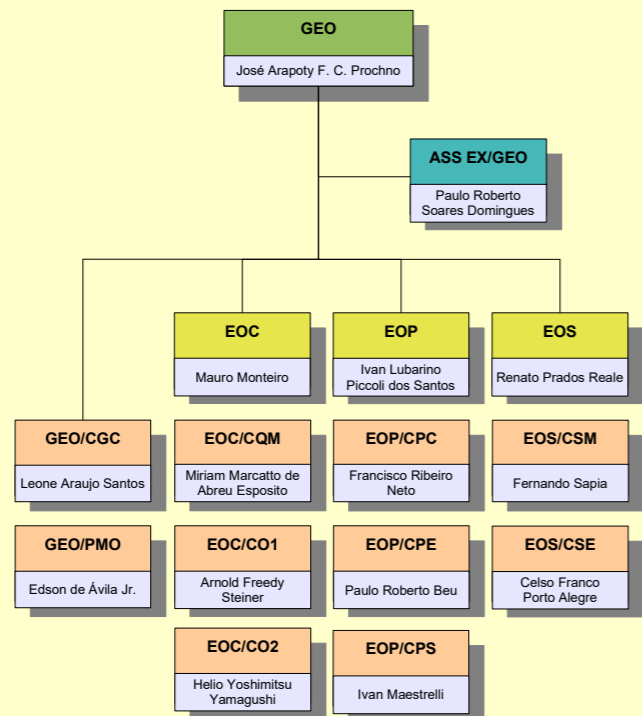 GEO
José Arapoty F. C. Prochno
ASS EX/GEO
Paulo Roberto
Soares Domingues
EOC
Mauro Monteiro
EOP
Ivan Lubarino
Piccoli dos Santos
EOS
Renato Prados Reale
GEO/CGC
Leone Araujo Santos
EOC/CQM
Miriam Marcatto de
Abreu Esposito
EOP/CPC
Francisco Ribeiro
Neto
EOS/CSM
Fernando Sapia
GEO/PMO
Edson de Ávila Jr.
EOC/CO1
Arnold Freedy
Steiner
EOP/CPE
Paulo Roberto Beu
EOS/CSE
Celso Franco
Porto Alegre
EOC/CO2
Helio Yoshimitsu
Yamagushi
EOP/CPS
Ivan Maestrelli